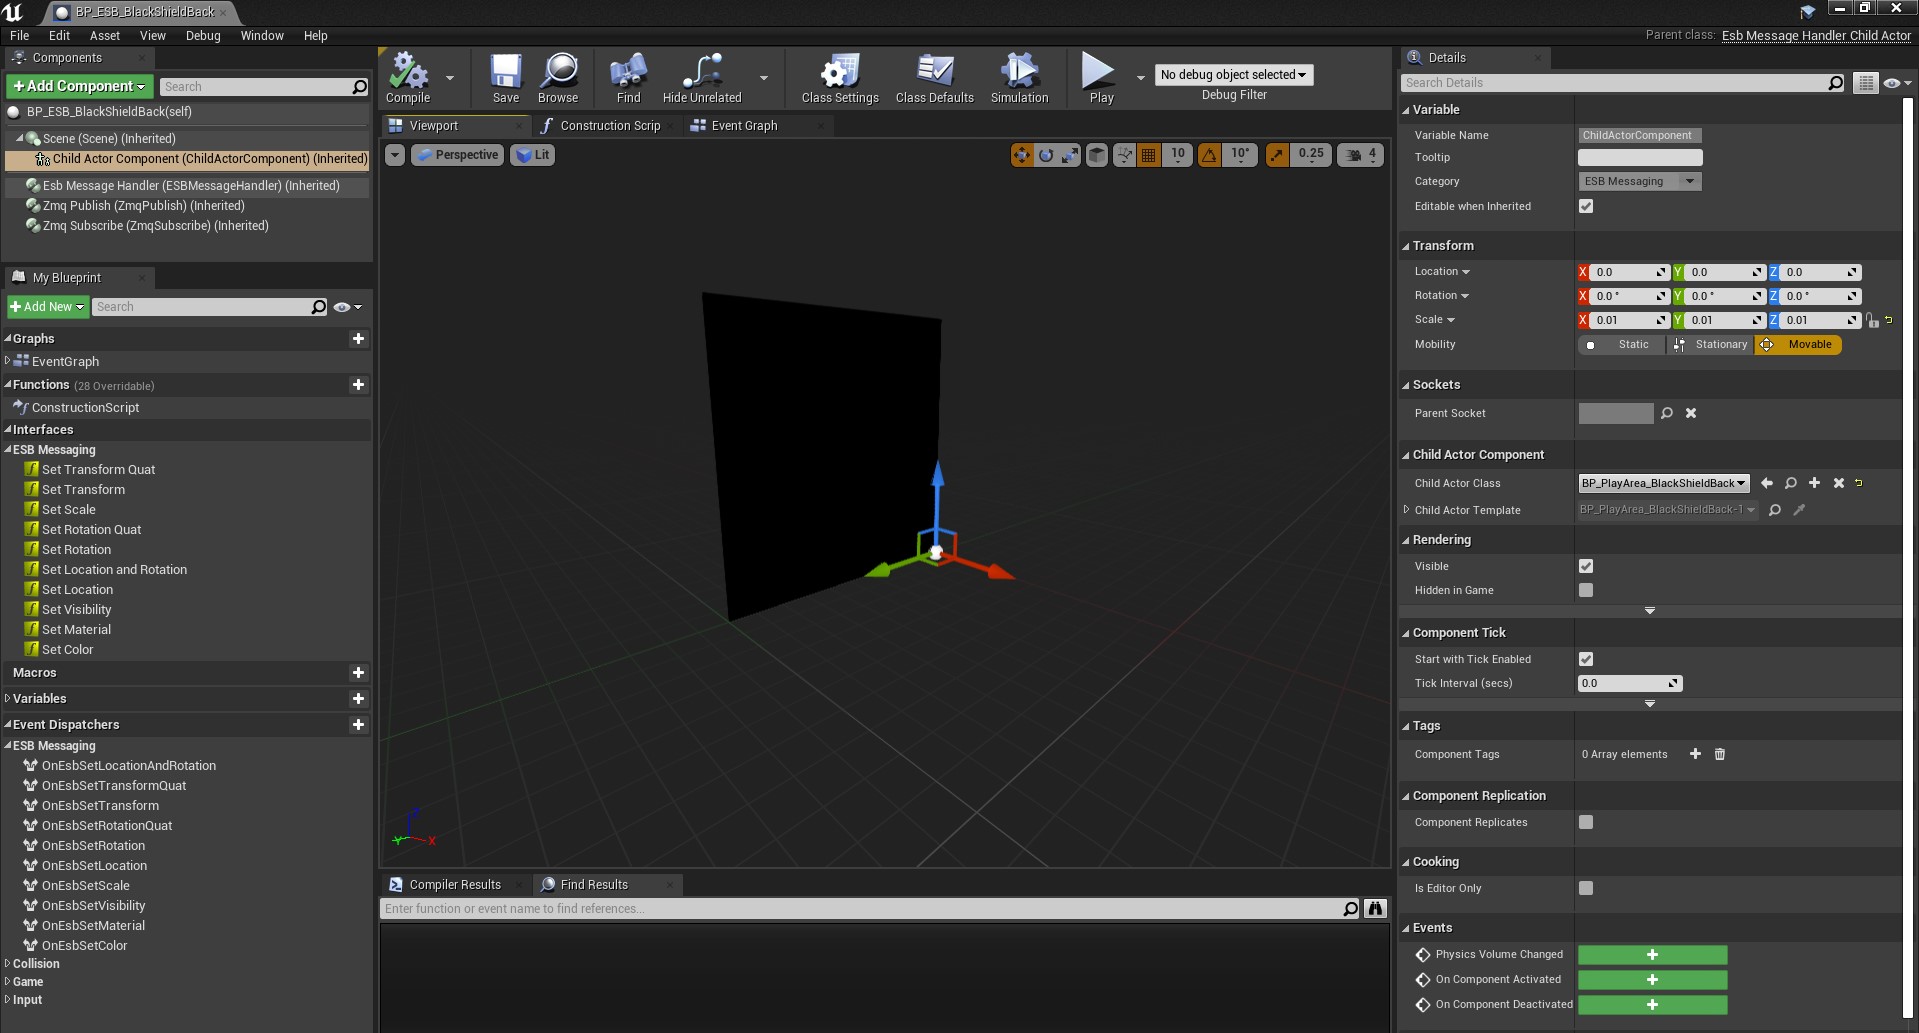 BP_ESB_BlackShieldBack
File Edit Asset View Debug Window Help
Parent class: Esb Message Handler Child Actor
Components
+ Add Component
Search
BP_ESB_BlackShieldBack(self)
Scene (Scene) (Inherited)
Child Actor Component (ChildActorComponent) (Inherited)
Esb Message Handler (ESBMessageHandler) (Inherited)
Zmq Publish (ZmqPublish) (Inherited)
Zmq Subscribe (ZmqSubscribe) (Inherited)
My Blueprint
+ Add New
Search
Graphs
EventGraph
Functions (28 Overridable)
ConstructionScript
Interfaces
ESB Messaging
Set Transform Quat
Set Transform
Set Scale
Set Rotation Quat
Set Rotation
Set Location and Rotation
Set Location
Set Visibility
Set Material
Set Color
Macros
Variables
Event Dispatchers
ESB Messaging
OnEsbSetLocationAndRotation
OnEsbSetTransformQuat
OnEsbSetTransform
OnEsbSetRotationQuat
OnEsbSetRotation
OnEsbSetLocation
OnEsbSetScale
OnEsbSetVisibility
OnEsbSetMaterial
OnEsbSetColor
Collision
Game
Input
Compile Save Browse Find Hide Unrelated Class Settings Class Defaults Simulation Play
No debug object selected
Debug Filter
Viewport Construction Scrip Event Graph
Perspective Lit 10 10° 0.25 4
Z
Y X
Compiler Results Find Results
Enter function or event name to find references...
Details
Search Details
Variable
Variable Name ChildActorComponent
Tooltip
Category ESB Messaging
Editable when Inherited
Transform
Location X 0.0 Y 0.0 Z 0.0
Rotation X 0.0 ° Y 0.0 ° Z 0.0 °
Scale X 0.01 Y 0.01 Z 0.01
Mobility Static Stationary Movable
Sockets
Parent Socket
Child Actor Component
Child Actor Class BP_PlayArea_BlackShieldBack
Child Actor Template BP_PlayArea_BlackShieldBack-1
Rendering
Visible
Hidden in Game
Component Tick
Start with Tick Enabled
Tick Interval (secs) 0.0
Tags
Component Tags 0 Array elements
Component Replication
Component Replicates
Cooking
Is Editor Only
Events
Physics Volume Changed
On Component Activated
On Component Deactivated